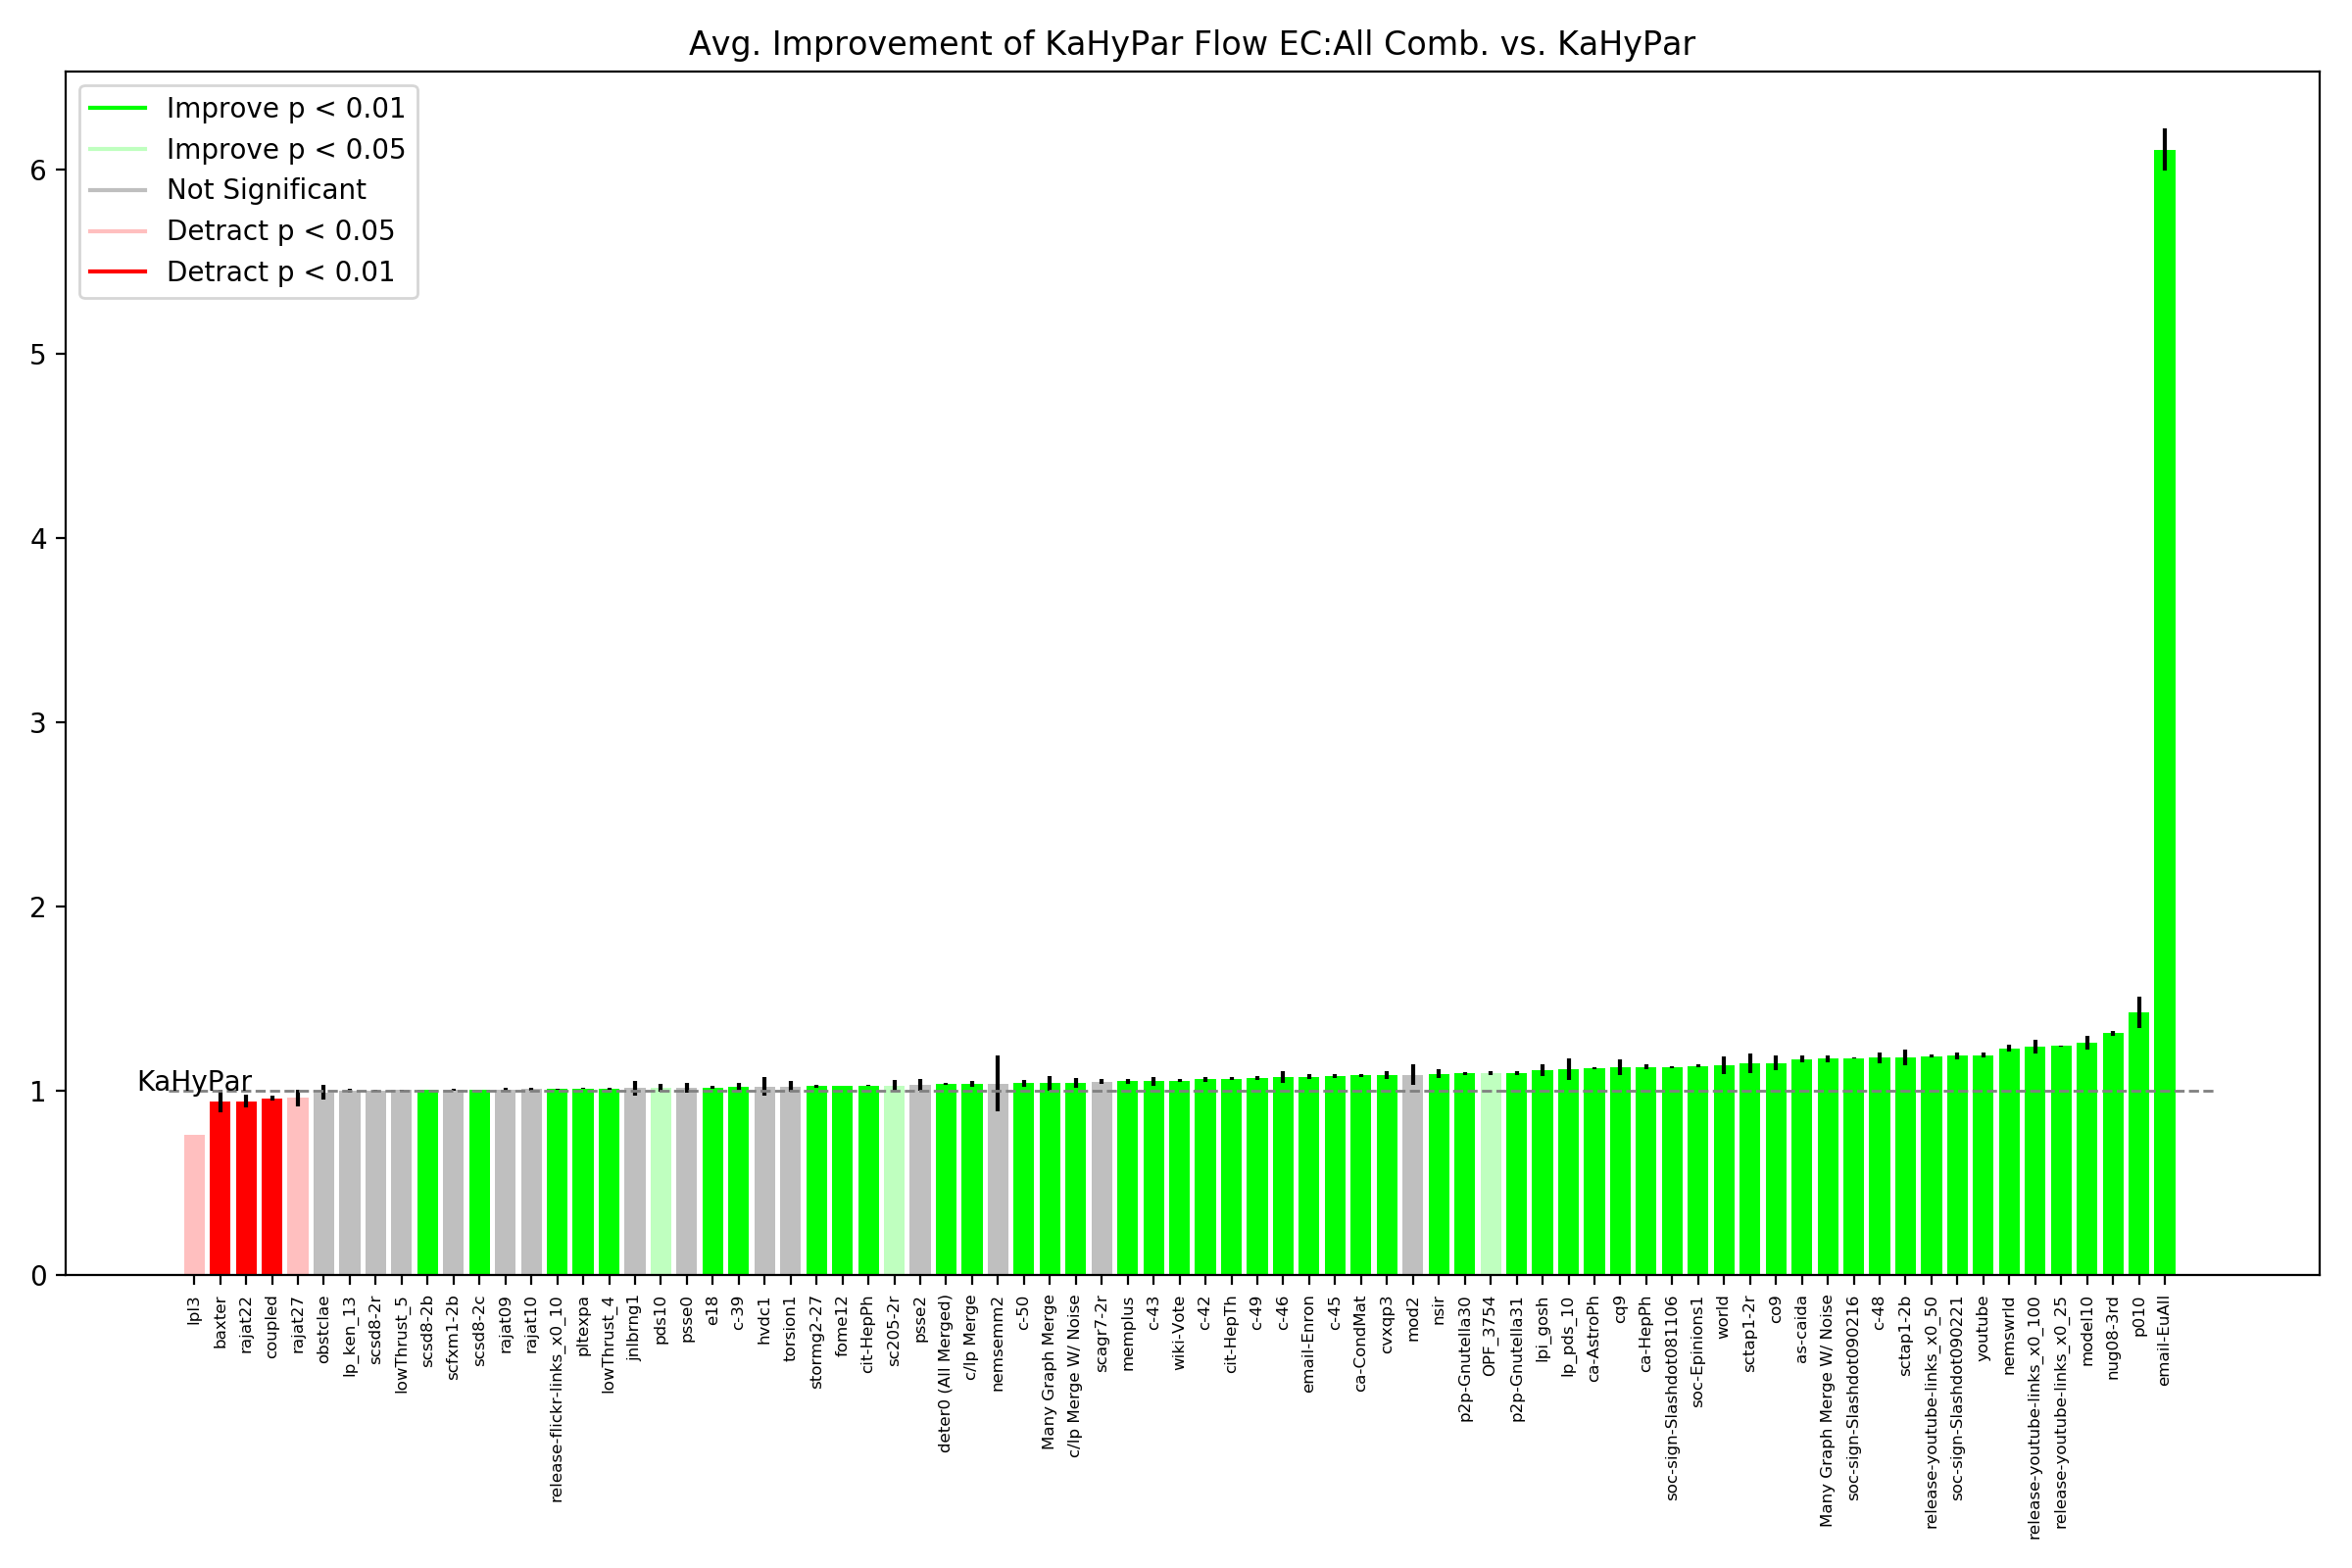 Avg. Improvement of KaHyPar Flow EC:All Comb. vs. KaHyPar
Improve p < 0.01
Improve p < 0.05
Not Significant
Detract p < 0.05
Detract p < 0.01
6
5
4
3
2
1
0
KaHyPar
lpl3
baxter
rajat22
coupled
rajat27
obstclae
lp_ken_13
scsd8-2r
lowThrust_5
scsd8-2b
scfxm1-2b
scsd8-2c
rajat09
rajat10
release-flickr-links_x0_10
pltexpa
lowThrust_4
jnlbrng1
pds10
psse0
e18
c-39
hvdc1
torsion1
stormg2-27
fome12
cit-HepPh
sc205-2r
psse2
deter0 (All Merged)
c/lp Merge
nemsemm2
c-50
Many Graph Merge
c/lp Merge W/ Noise
scagr7-2r
memplus
c-43
wiki-Vote
c-42
cit-HepTh
c-49
c-46
email-Enron
c-45
ca-CondMat
cvxqp3
mod2
nsir
p2p-Gnutella30
OPF_3754
p2p-Gnutella31
lpi_gosh
lp_pds_10
ca-AstroPh
cq9
ca-HepPh
soc-sign-Slashdot081106
soc-Epinions1
world
sctap1-2r
co9
as-caida
Many Graph Merge W/ Noise
soc-sign-Slashdot090216
c-48
sctap1-2b
release-youtube-links_x0_50
soc-sign-Slashdot090221
youtube
nemswrld
release-youtube-links_x0_100
release-youtube-links_x0_25
model10
nug08-3rd
p010
email-EuAll